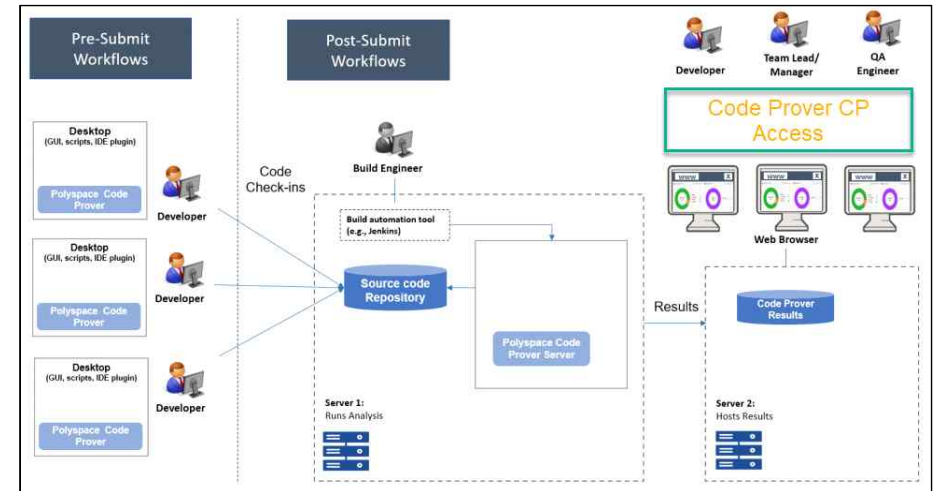 Pre-Submit
Workflows
Post-Submit
Workflows
Developer
Team Lead/
Manager
QA
Engineer
Code Prover CP
Access
Desktop
(GUI, scripts, IDE plugin)
Polyspace Code
Prover
Developer
Code
Check-ins
Build Engineer
www
X
www
X
www
X
Web Browser
Build automation tool
(e.g., Jenkins)
Desktop
(GUI, scripts, IDE plugin)
Polyspace Code
Prover
Developer
Source code
Repository
Results
Code Prover
Results
Polyspace Code
Prover Server
Desktop
(GUI, scripts, IDE plugin)
Polyspace Code
Prover
Developer
Server 1:
Runs Analysis
Server 2:
Hosts Results